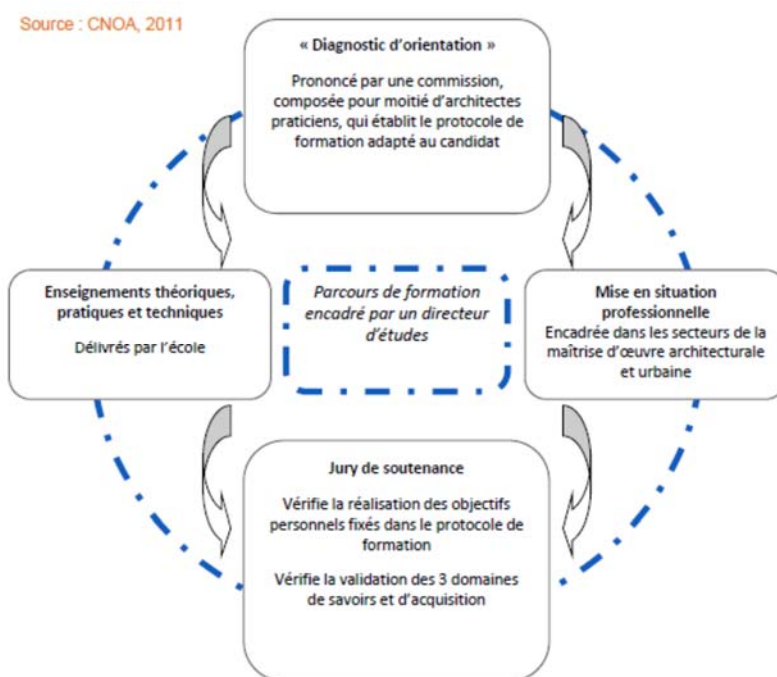 Source : CNOA, 2011
« Diagnostic d'orientation »
Prononcé par une commission,
composée pour moitié d'architectes
praticiens, qui établit le protocole de
formation adapté au candidat
Enseignements théoriques,
pratiques et techniques
Délivrés par l'école
Parcours de formation
encadré par un directeur
d'études
Mise en situation
professionnelle
Encadrée dans les secteurs de la
maîtrise d'œuvre architecturale
et urbaine
Jury de soutenance
Vérifie la réalisation des objectifs
personnels fixés dans le protocole de
formation
Vérifie la validation des 3 domaines
de savoirs et d'acquisition